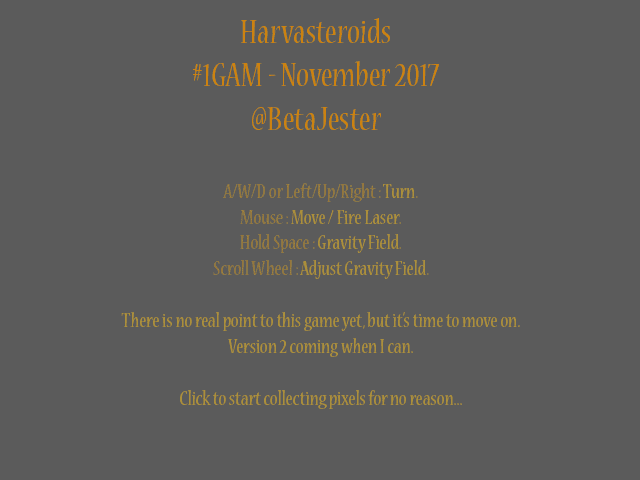 Harvasteroids
#1GAM - November 2017
@BetaJester
A/W/D or Left/Up/Right : Turn.
Mouse : Move / Fire Laser.
Hold Space : Gravity Field.
Scroll Wheel : Adjust Gravity Field.
There is no real point to this game yet, but it's time to move on.
Version 2 coming when I can.
Click to start collecting pixels for no reason...